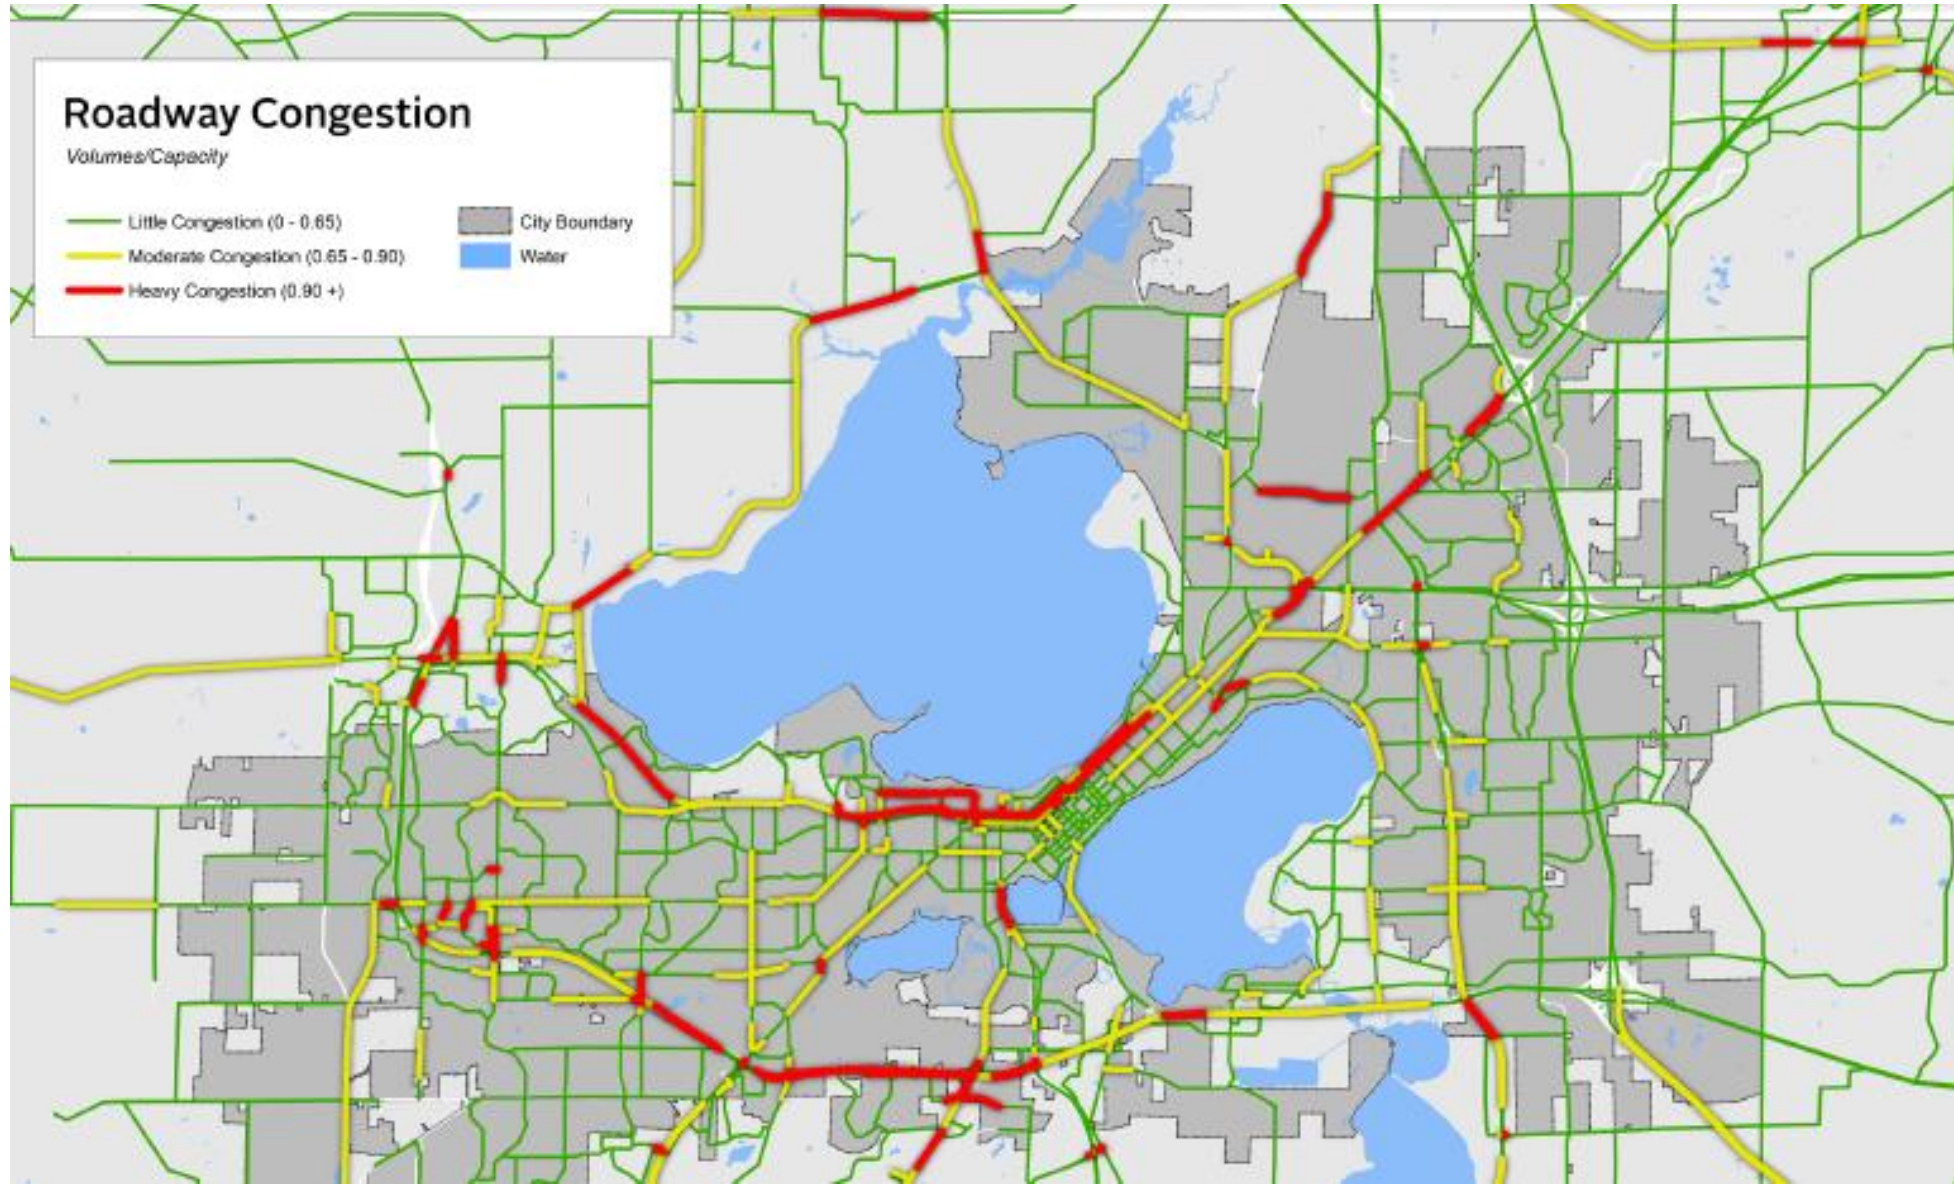 Roadway Congestion
Volumes/Capacity
Little Congestion (0 - 0.65)
Moderate Congestion (0.65 - 0.90)
Heavy Congestion (0.90 +)
City Boundary
Water